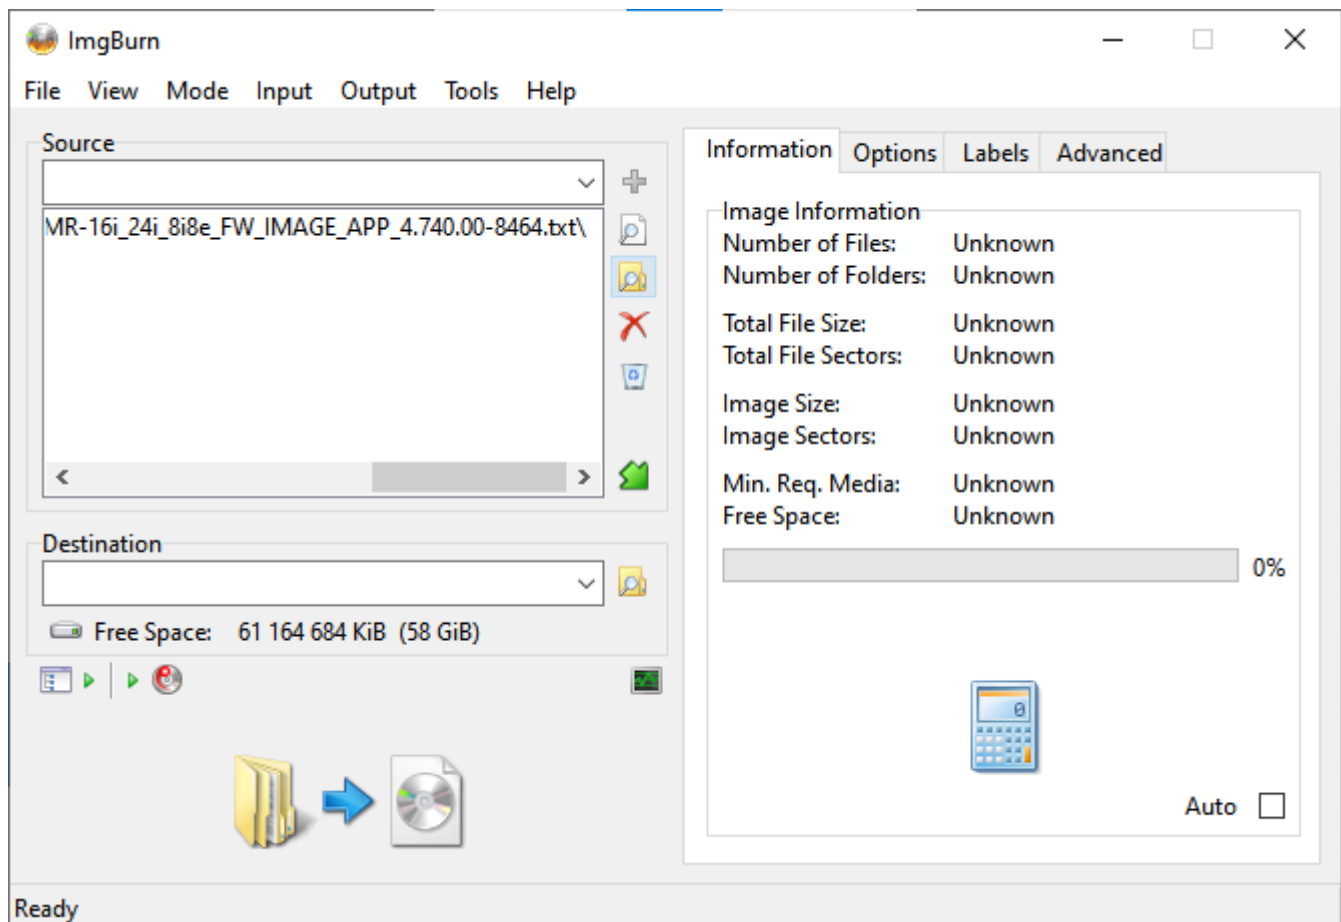 ImgBurn
File View Mode Input Output Tools Help
Source
MR-16i_24i_8i8e_FW_IMAGE_APP_4.740.00-8464.txt\
Destination
Free Space: 61 164 684 KiB (58 GiB)
Information Options Labels Advanced
Image Information
Number of Files: Unknown
Number of Folders: Unknown
Total File Size: Unknown
Total File Sectors: Unknown
Image Size: Unknown
Image Sectors: Unknown
Min. Req. Media: Unknown
Free Space: Unknown
0%
0
Auto
Ready